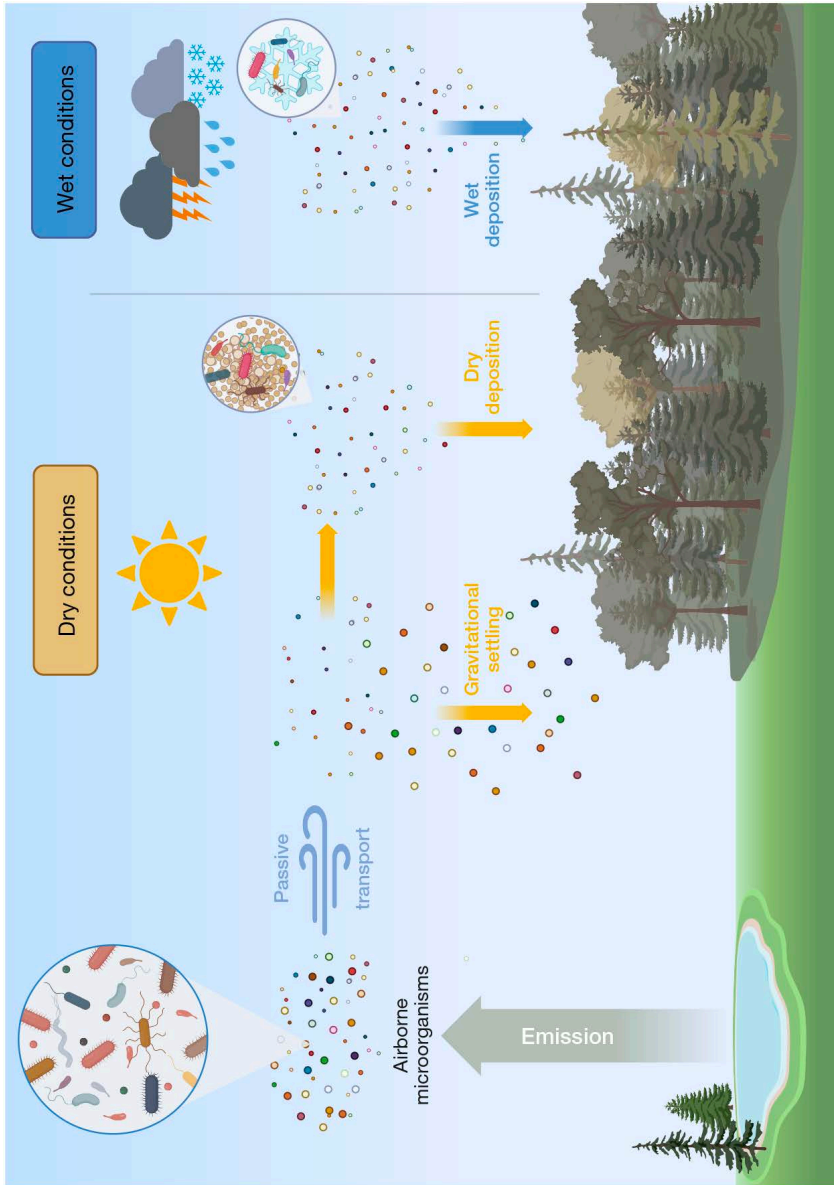 Dry conditions
Wet conditions
Passive
transport
Airborne
microorganisms
Emission
Gravitational
settling
Dry
deposition
Wet
deposition